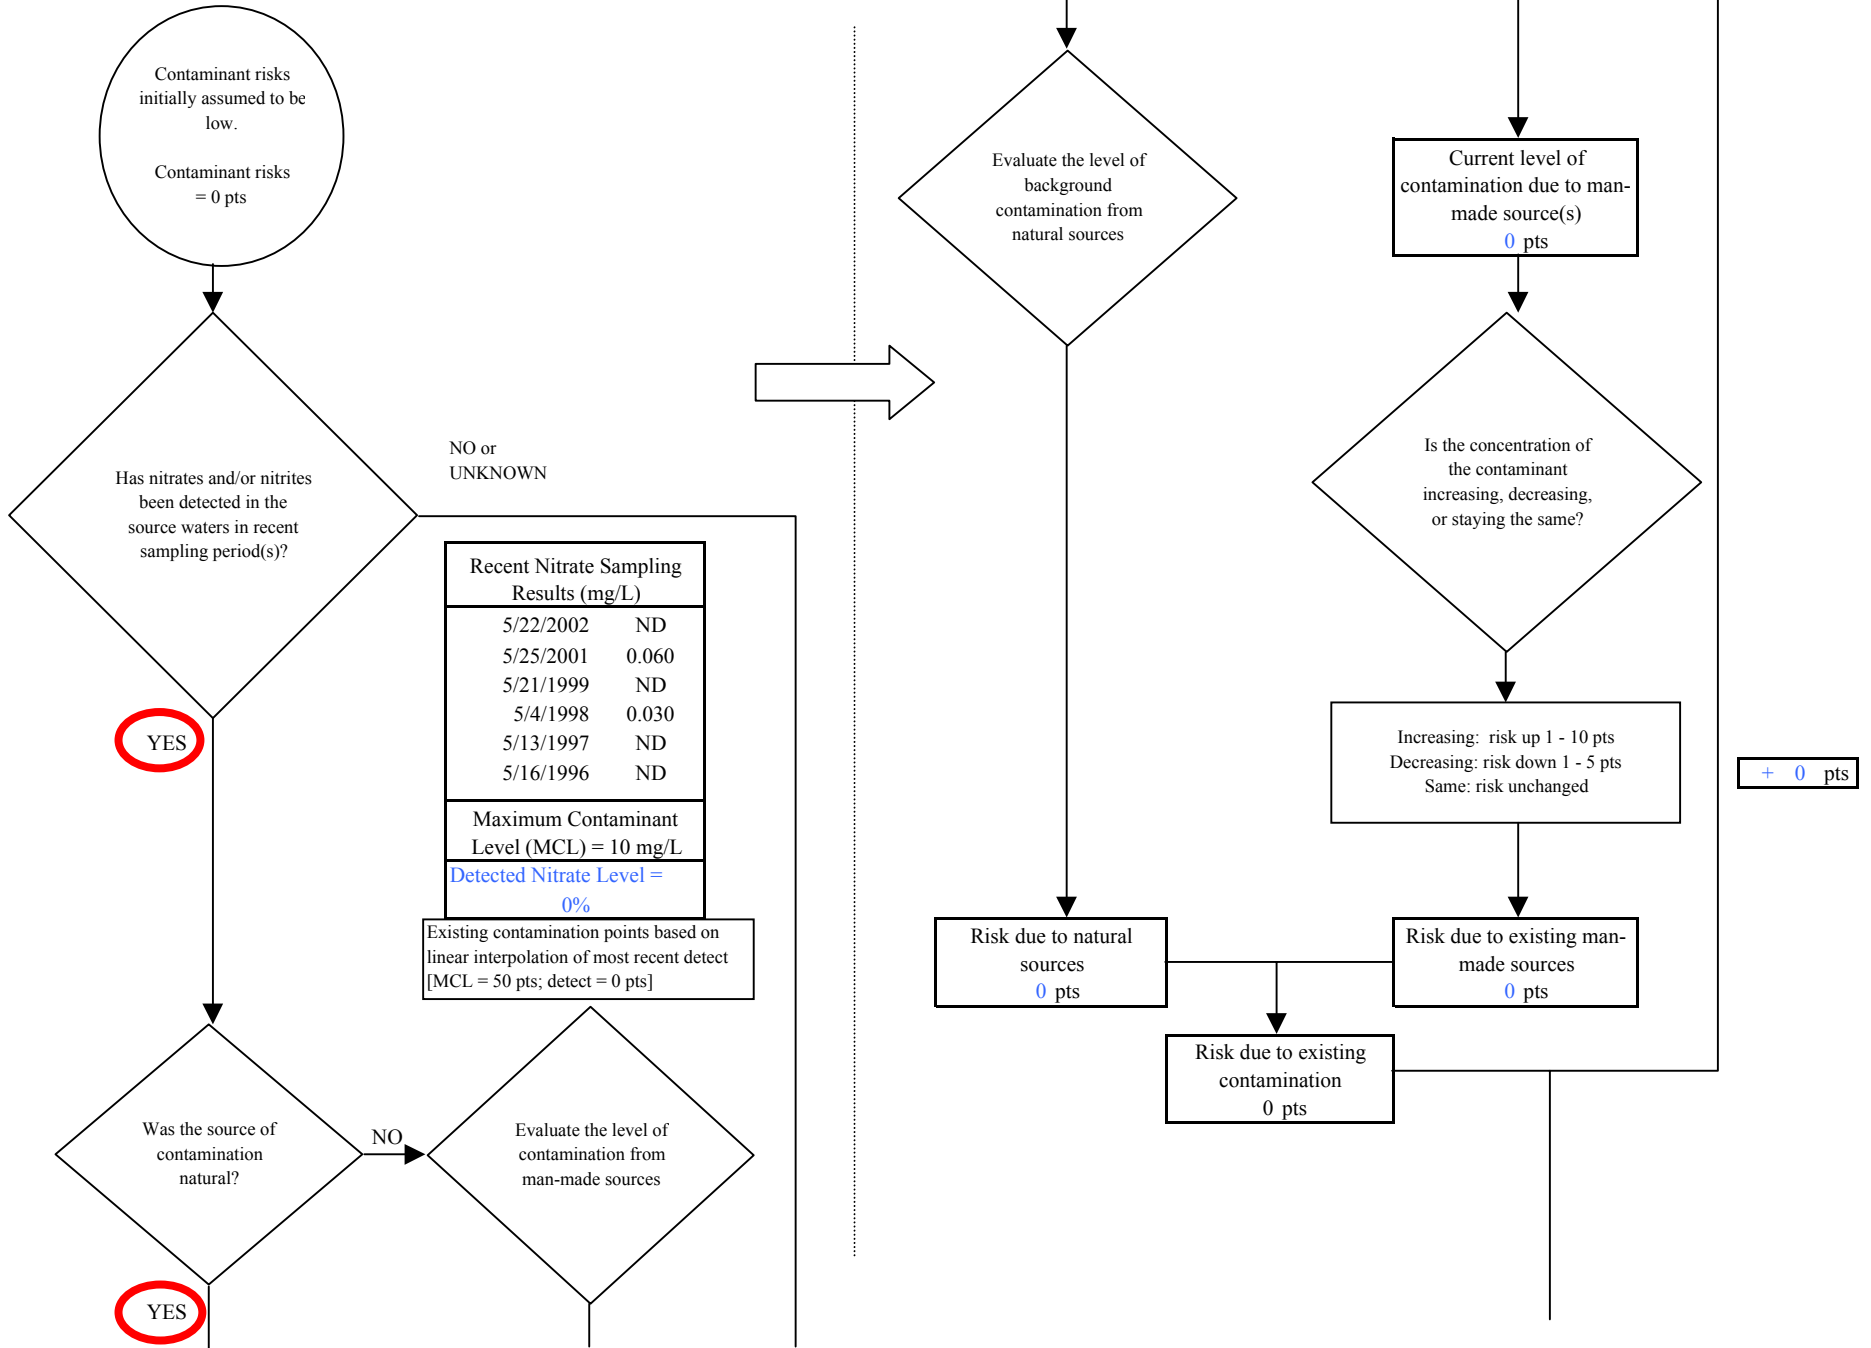 Contaminant risks
initially assumed to be
low.
Contaminant risks
= 0 pts
Has nitrates and/or nitrites
been detected in the
source waters in recent
sampling period(s)?
NO or
UNKNOWN
YES
Recent Nitrate Sampling
Results (mg/L)
5/22/2002 ND
5/25/2001 0.060
5/21/1999 ND
5/4/1998 0.030
5/13/1997 ND
5/16/1996 ND
Maximum Contaminant
Level (MCL) = 10 mg/L
Detected Nitrate Level =
0%
Existing contamination points based on
linear interpolation of most recent detect
[MCL = 50 pts; detect = 0 pts]
Was the source of
contamination
natural?
NO
YES
Evaluate the level of
contamination from
man-made sources
Evaluate the level of
background
contamination from
natural sources
Current level of
contamination due to man-
made source(s)
0 pts
Is the concentration of
the contaminant
increasing, decreasing,
or staying the same?
Increasing: risk up 1 - 10 pts
Decreasing: risk down 1 - 5 pts
Same: risk unchanged
+ 0 pts
Risk due to natural
sources
0 pts
Risk due to existing man-
made sources
0 pts
Risk due to existing
contamination
0 pts